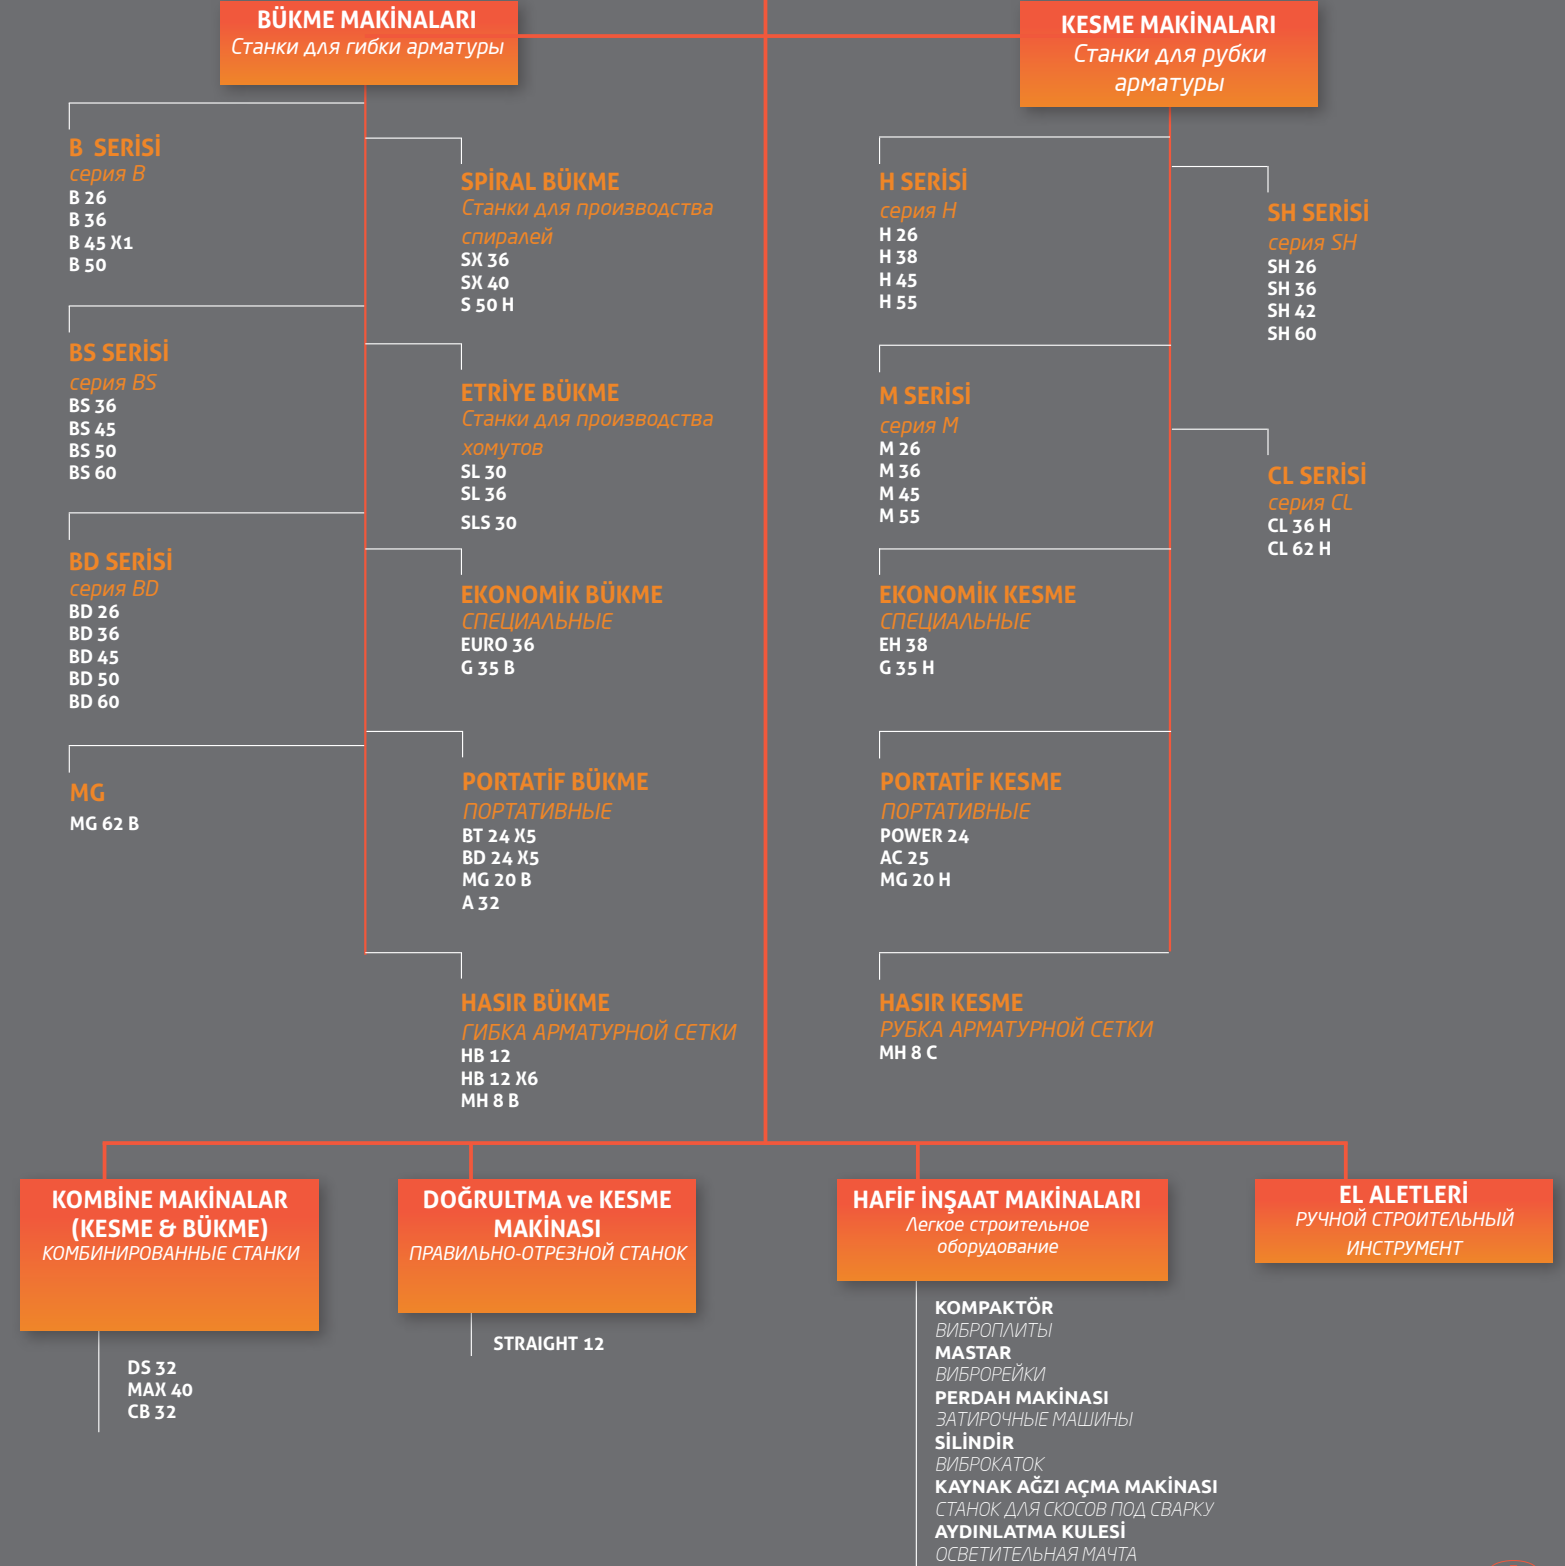 BÜKME MAKİNALARI
Станки для гибки арматуры
KESME MAKİNALARI
Станки для рубки
арматуры
B SERİSİ
серия B
B 26
B 36
B 45 X1
B 50
SPİRAL BÜKME
Станки для производства
спиралей
SX 36
SX 40
S 50 H
H SERİSİ
серия H
H 26
H 38
H 45
H 55
SH SERİSİ
серия SH
SH 26
SH 36
SH 42
SH 60
BS SERİSİ
серия BS
BS 36
BS 45
BS 50
BS 60
ETRİYE BÜKME
Станки для производства
хомутов
SL 30
SL 36
SLS 30
M SERİSİ
серия M
M 26
M 36
M 45
M 55
CL SERİSİ
серия CL
CL 36 H
CL 62 H
BD SERİSİ
серия BD
BD 26
BD 36
BD 45
BD 50
BD 60
EKONOMİK BÜKME
СПЕЦИАЛЬНЫЕ
EURO 36
G 35 B
EKONOMİK KESME
СПЕЦИАЛЬНЫЕ
EH 38
G 35 H
MG
MG 62 B
PORTATİF BÜKME
ПОРТАТИВНЫЕ
BT 24 X5
BD 24 X5
MG 20 B
A 32
PORTATİF KESME
ПОРТАТИВНЫЕ
POWER 24
AC 25
MG 20 H
HASIR BÜKME
ГИБКА АРМАТУРНОЙ СЕТКИ
HB 12
HB 12 X6
MH 8 B
HASIR KESME
РУБКА АРМАТУРНОЙ СЕТКИ
MH 8 C
KOMBİNE MAKİNALAR
(KESME & BÜKME)
КОМБИНИРОВАННЫЕ СТАНКИ
DS 32
MAX 40
CB 32
DOĞRULTMA ve KESME
MAKİNASI
ПРАВИЛЬНО-ОТРЕЗНОЙ СТАНОК
STRAIGHT 12
HAFİF İNŞAAT MAKİNALARI
Легкое строительное
оборудование
KOMPAKTÖR
ВИБРОПЛИТЫ
MASTAR
ВИБРОРЕЙКИ
PERDAH MAKİNASI
ЗАТИРОЧНЫЕ МАШИНЫ
SİLİNDİR
ВИБРОКАТОК
KAYNAK AĞZI AÇMA MAKİNASI
СТАНОК ДЛЯ СКОСОВ ПОД СВАРКУ
AYDINLATMA KULESİ
ОСВЕТИТЕЛЬНАЯ МАЧТА
EL ALETLERİ
РУЧНОЙ СТРОИТЕЛЬНЫЙ
ИНСТРУМЕНТ